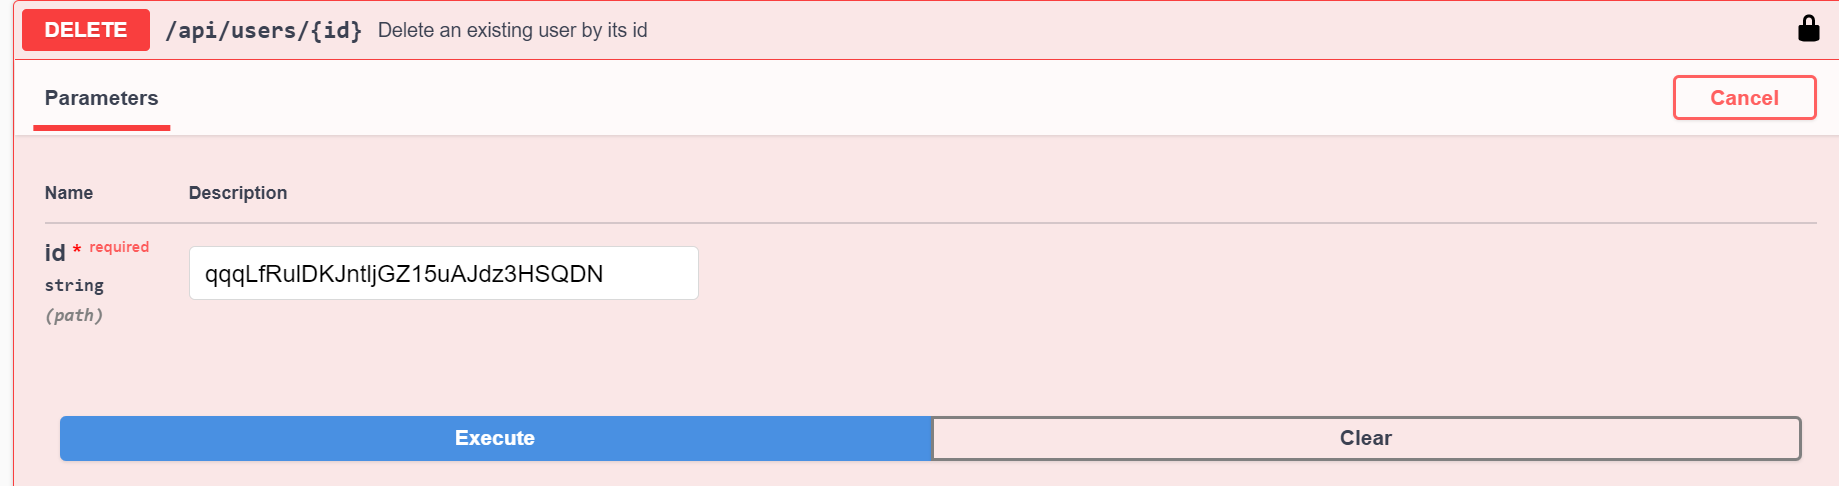 DELETE /api/users/{id} Delete an existing user by its id
Parameters Cancel
Name Description
id * required
string
(path)
qqqLfRulDKJntljGZ15uAJdz3HSQDN
Execute Clear